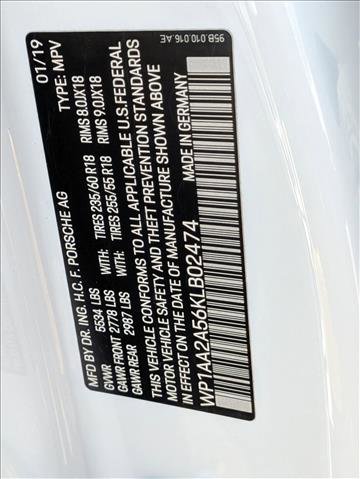 95B.010.016.AE
MFD BY DR. ING. H.C. F. PORSCHE AG 01/19
GVWR 5534 LBS TYPE: MPV
GAWR FRONT 2778 LBS WITH: TIRES 235/60 R18 RIMS 8.0JX18
GAWR REAR 2987 LBS WITH: TIRES 255/55 R18 RIMS 9.0JX18
THIS VEHICLE CONFORMS TO ALL APPLICABLE U.S. FEDERAL
MOTOR VEHICLE SAFETY AND THEFT PREVENTION STANDARDS
IN EFFECT ON THE DATE OF MANUFACTURE SHOWN ABOVE
MADE IN GERMANY
WP1AA2A56KLB02474